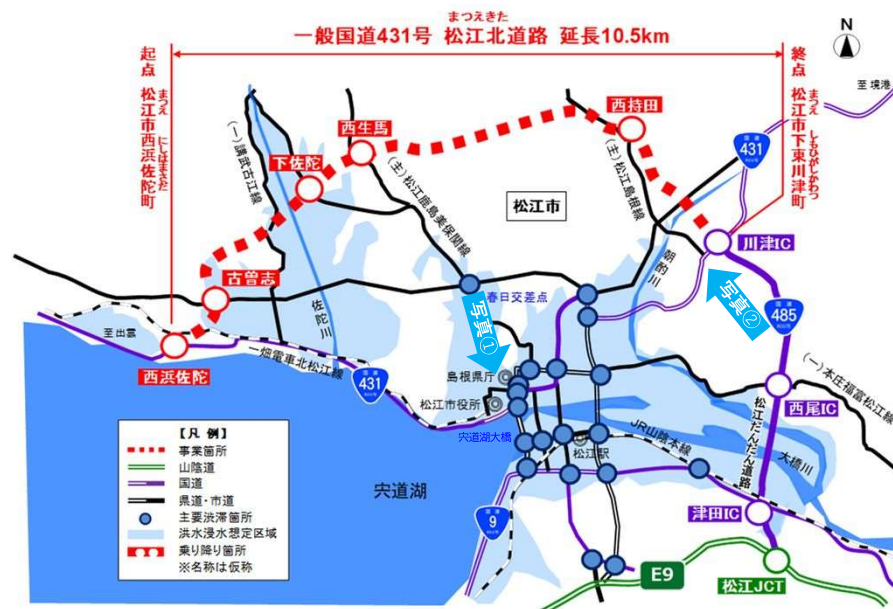 まつえきた
一般国道431号 松江北道路 延長10.5km
N
起点 松江市西浜佐陀町
まつえ にしはまさだ
終点 松江市下東川津町
まつえ しもひがしかわつ
至 境港
西持田
西生馬
下佐陀
国道
431
(一)講武古江線
(主)松江鹿島美保関線
(主)松江島根線
松江市
川津IC
朝酌川
古曽志
春日交差点
写真①
写真②
佐陀川
国道
485
至 出雲
西浜佐陀
一畑電車北松江線
国道
431
島根県庁
松江市役所
(一)本庄福富松江線
西尾IC
宍道湖大橋
JR山陰本線
松江駅
松江だんだん道路
大橋川
宍道湖
国道
9
津田IC
E9
松江JCT
【凡 例】
事業箇所
山陰道
国道
県道・市道
主要渋滞箇所
洪水浸水想定区域
乗り降り箇所
※名称は仮称